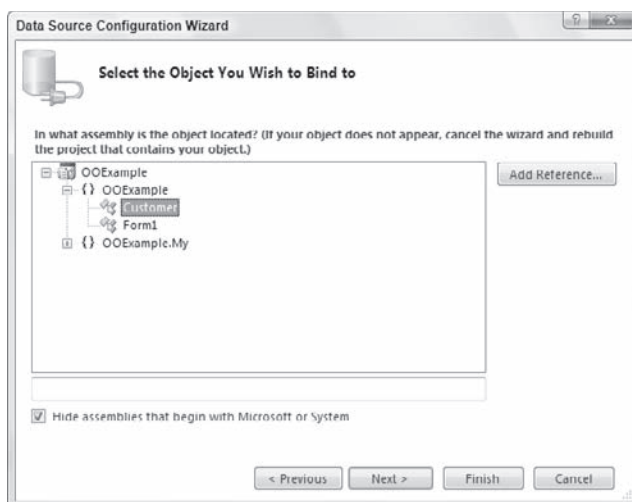 Data Source Configuration Wizard
Select the Object You Wish to Bind to
In what assembly is the object located? (If your object does not appear, cancel the wizard and rebuild
the project that contains your object.)
OOExample
Add Reference...
{} OOExample
Customer
Form1
{} OOExample.My
Hide assemblies that begin with Microsoft or System
< Previous
Next >
Finish
Cancel